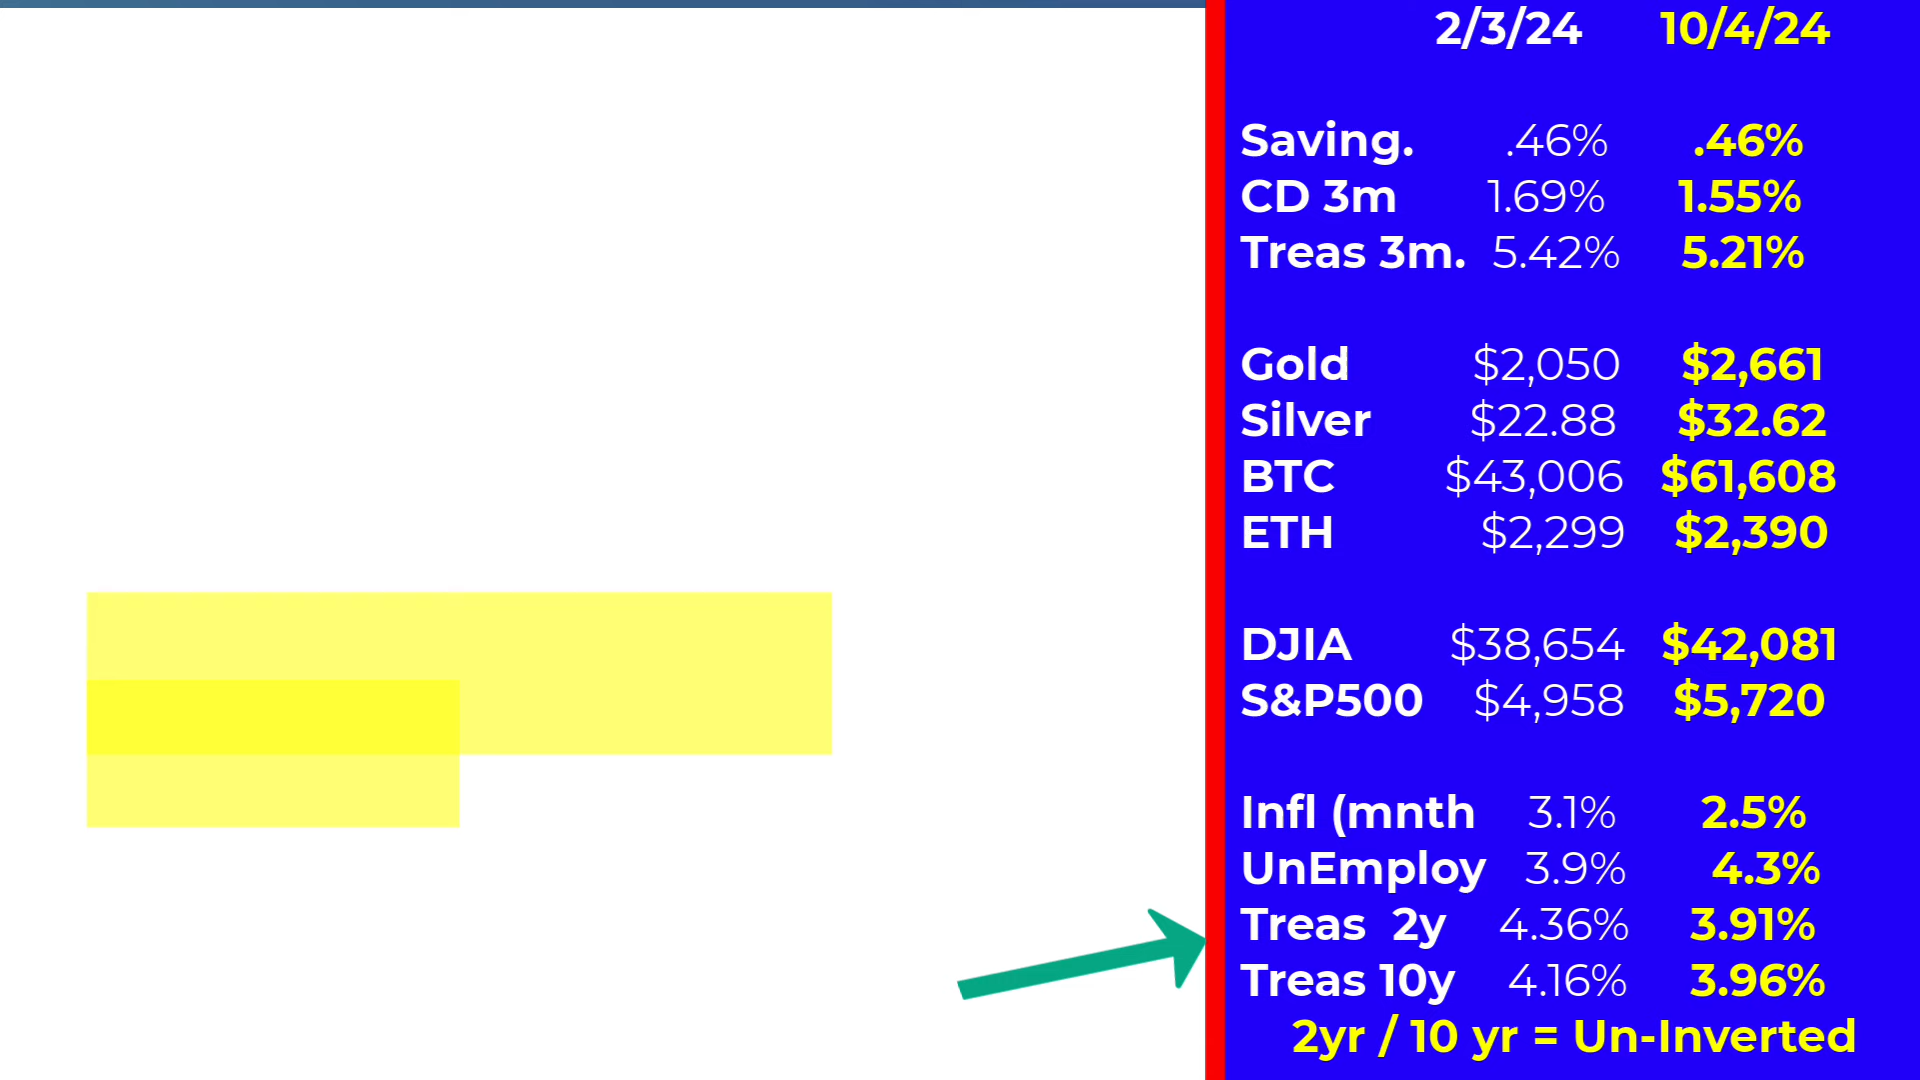 2/3/24 10/4/24
Saving. .46% .46%
CD 3m 1.69% 1.55%
Treas 3m. 5.42% 5.21%
Gold $2,050 $2,661
Silver $22.88 $32.62
BTC $43,006 $61,608
ETH $2,299 $2,390
DJIA $38,654 $42,081
S&P500 $4,958 $5,720
Infl (mnth 3.1% 2.5%
UnEmploy 3.9% 4.3%
Treas 2y 4.36% 3.91%
Treas 10y 4.16% 3.96%
2yr / 10 yr = Un-Inverted